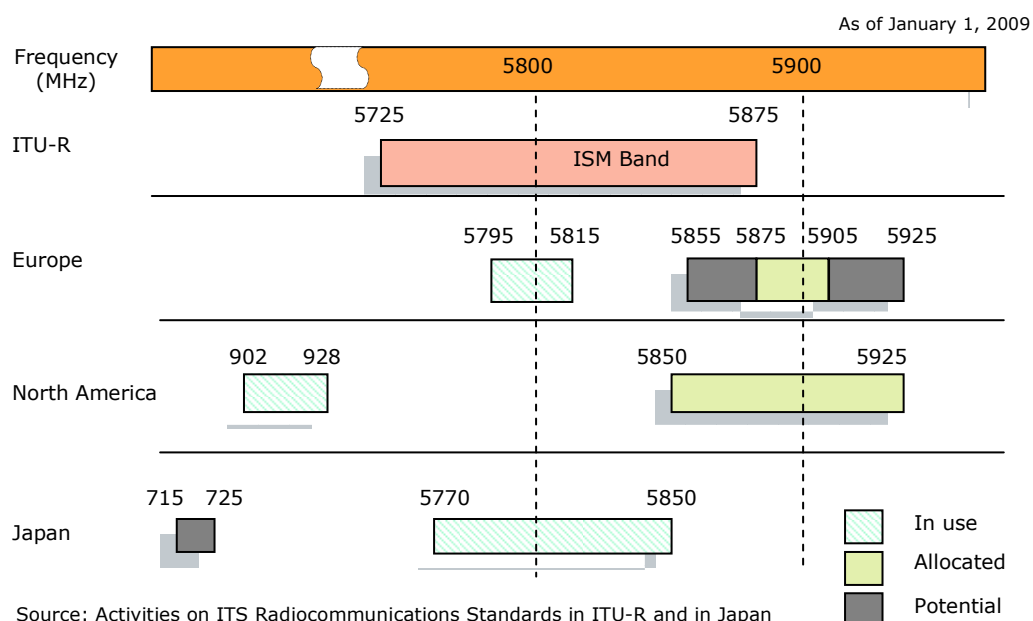 As of January 1, 2009
Frequency
(MHz)
5800 5900
5725 5875
ITU-R
ISM Band
5795 5815 5855 5875 5905 5925
Europe
902 928 5850 5925
North America
715 725 5770 5850
Japan
In use
Allocated
Potential
Source: Activities on ITS Radiocommunications Standards in ITU-R and in Japan